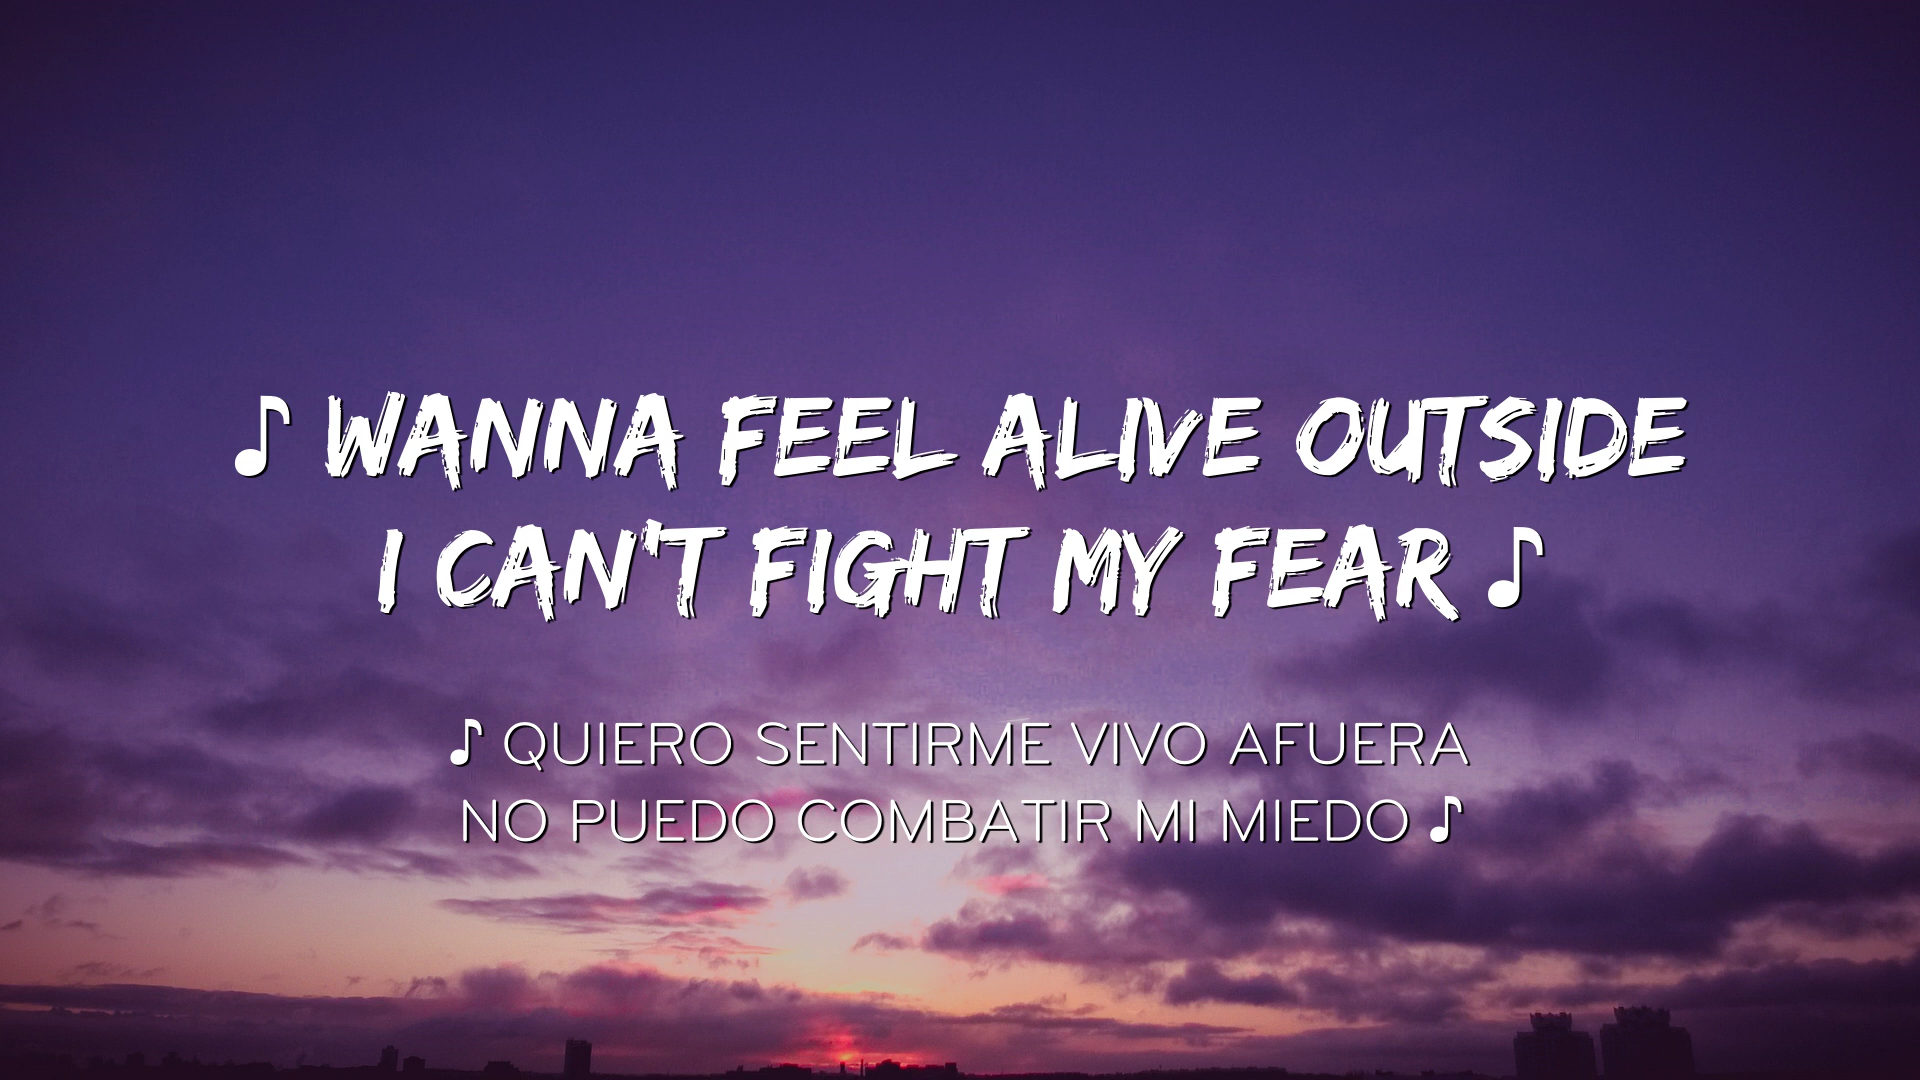 ♪ WANNA FEEL ALIVE OUTSIDE
I CAN'T FIGHT MY FEAR ♪
♪ QUIERO SENTIRME VIVO AFUERA
NO PUEDO COMBATIR MI MIEDO ♪